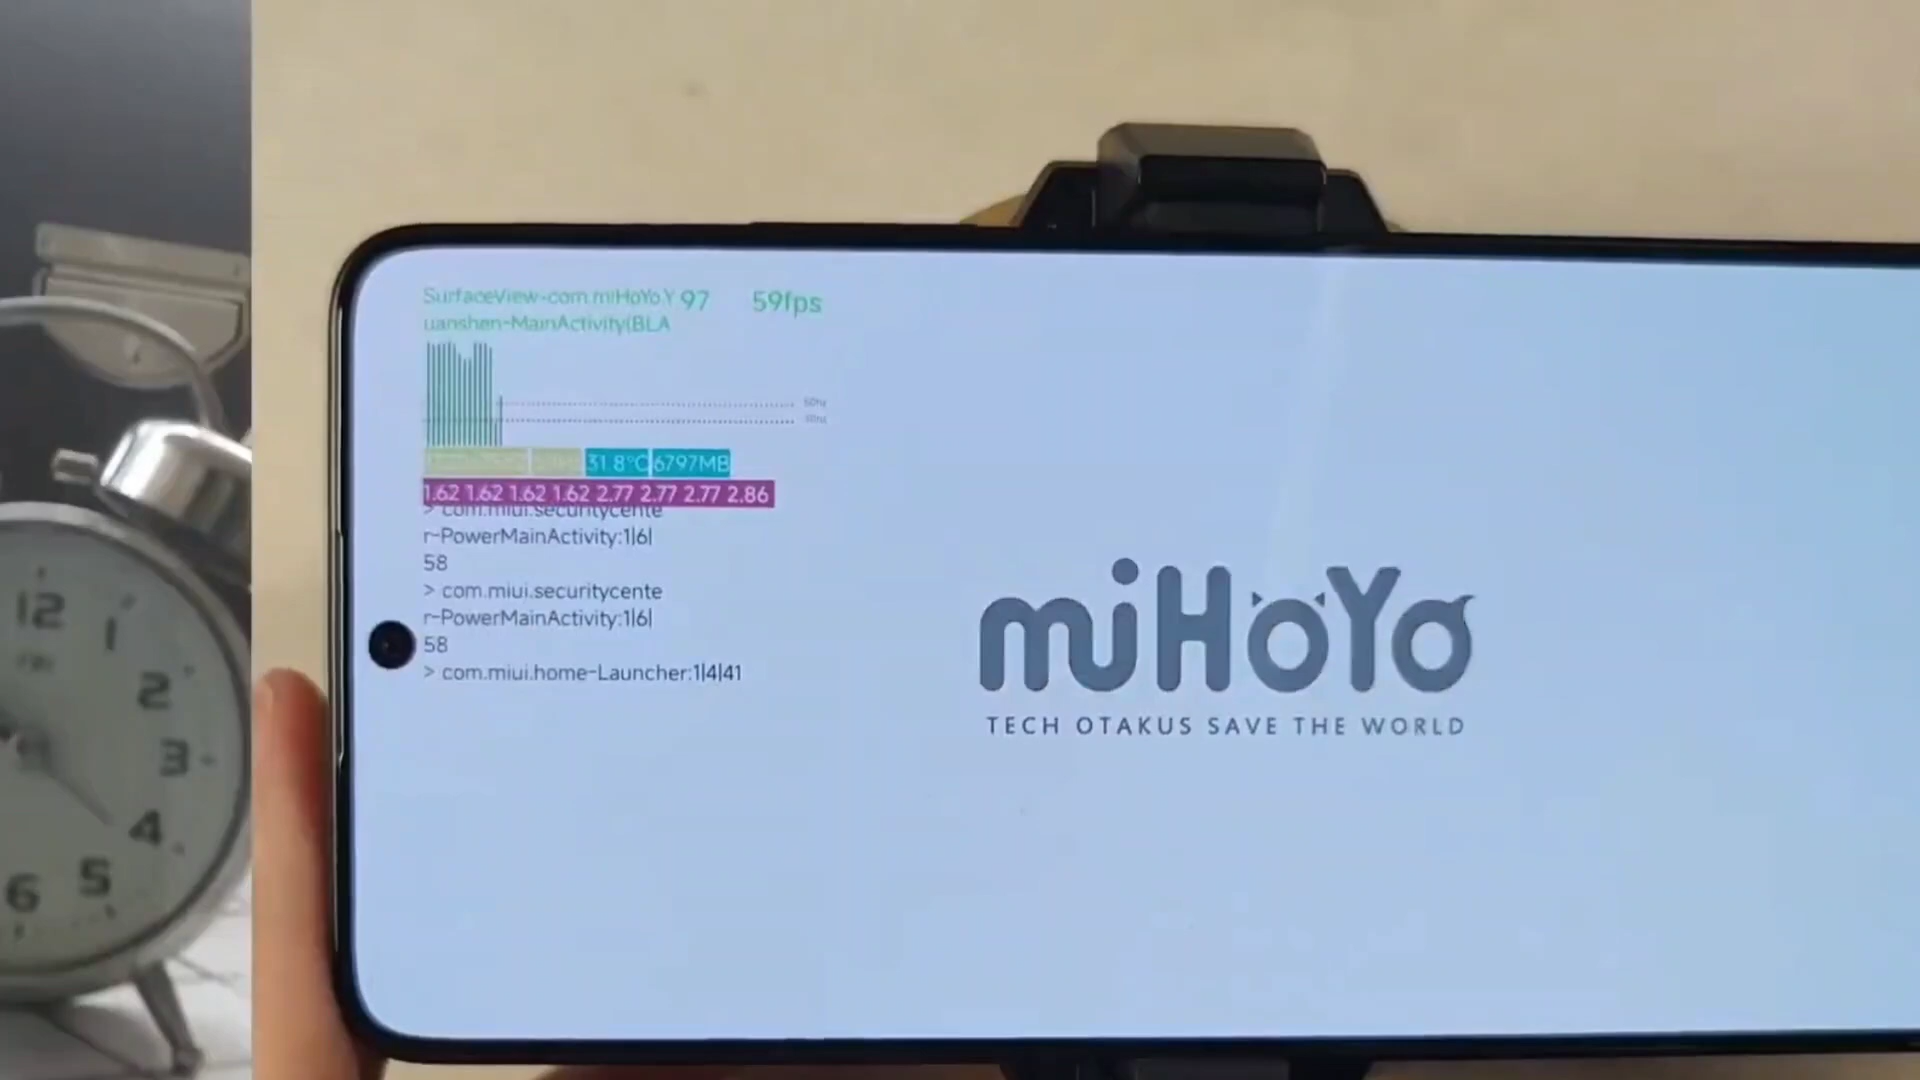 SurfaceView-com.miHoYo.Y 97 59fps
uanshen-MainActivity(BLA
31.8°C 6797MB
1.62 1.62 1.62 1.62 2.77 2.77 2.77 2.86
> com.miui.securitycente
r-PowerMainActivity:1|6|
58
> com.miui.securitycente
r-PowerMainActivity:1|6|
58
> com.miui.home-Launcher:1|4|41
miHoYo
TECH OTAKUS SAVE THE WORLD
12
1
2
3
4
5
6